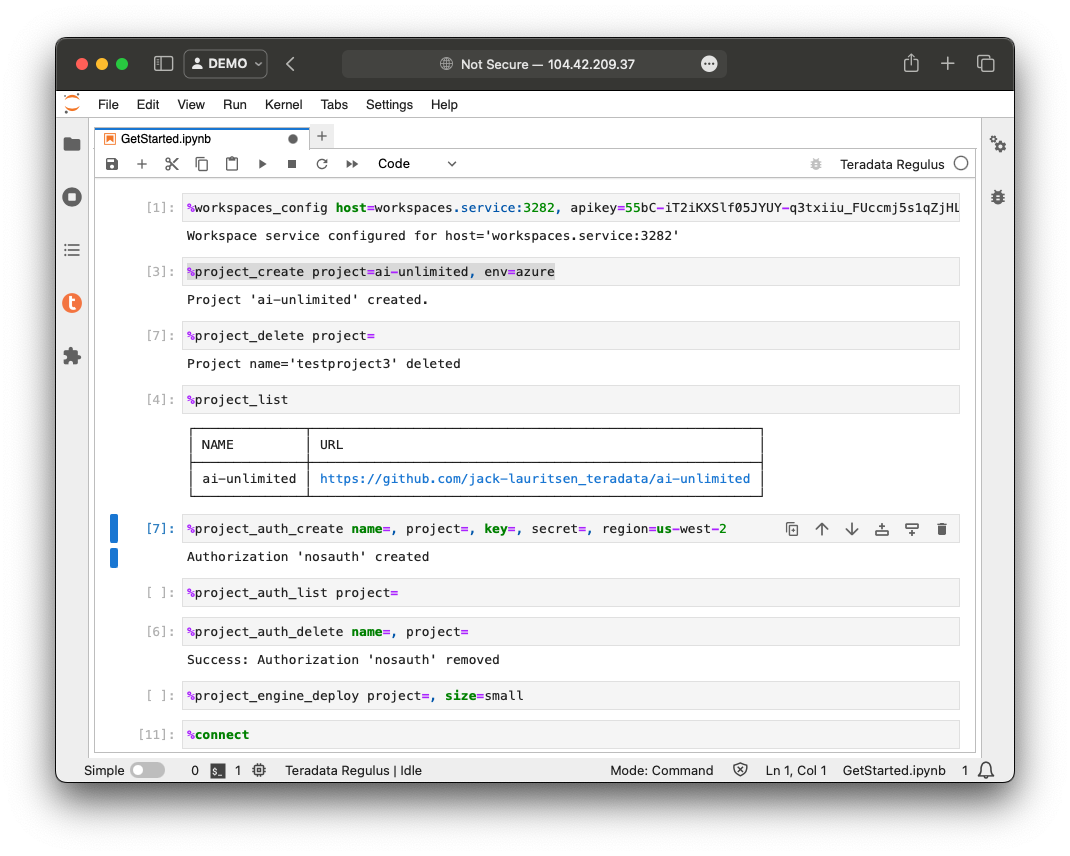 DEMO
Not Secure — 104.42.209.37
File Edit View Run Kernel Tabs Settings Help
GetStarted.ipynb
Code
Teradata Regulus
[1]: %workspaces_config host=workspaces.service:3282, apikey=55bC-iT2iKXSlf05JYUY-q3txiiu_FUccmj5s1qZjHL
Workspace service configured for host='workspaces.service:3282'
[3]: %project_create project=ai-unlimited, env=azure
Project 'ai-unlimited' created.
[7]: %project_delete project=
Project name='testproject3' deleted
[4]: %project_list
NAME URL
ai-unlimited https://github.com/jack-lauritsen_teradata/ai-unlimited
[7]: %project_auth_create name=, project=, key=, secret=, region=us-west-2
Authorization 'nosauth' created
[ ]: %project_auth_list project=
[6]: %project_auth_delete name=, project=
Success: Authorization 'nosauth' removed
[ ]: %project_engine_deploy project=, size=small
[11]: %connect
Simple 0 $_ 1 Teradata Regulus | Idle Mode: Command Ln 1, Col 1 GetStarted.ipynb 1